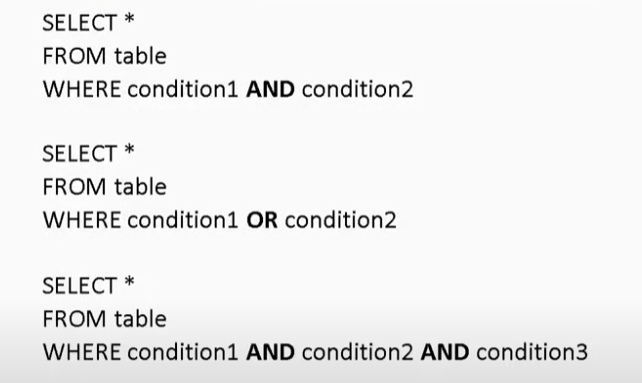 SELECT *
FROM table
WHERE condition1 AND condition2
SELECT *
FROM table
WHERE condition1 OR condition2
SELECT *
FROM table
WHERE condition1 AND condition2 AND condition3